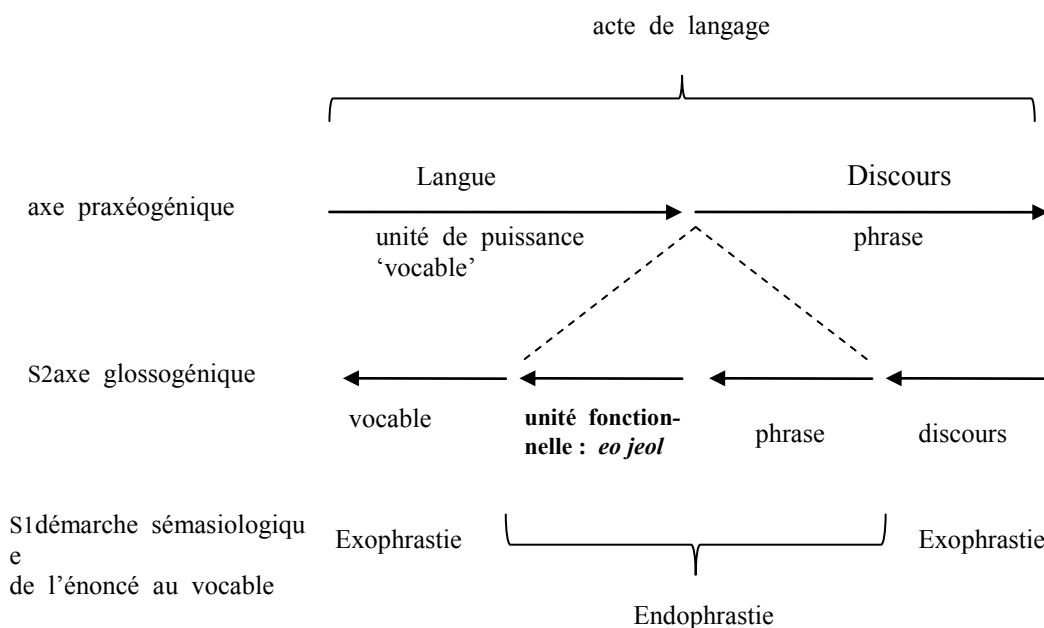 acte de langage
Langue
Discours
axe praxéogénique
unité de puissance
‘vocable’
phrase
S2axe glossogénique
vocable
unité fonction-
nelle : eo jeol
phrase
discours
S1démarche sémasiologiqu
e
de l’énoncé au vocable
Exophrastie
Exophrastie
Endophrastie